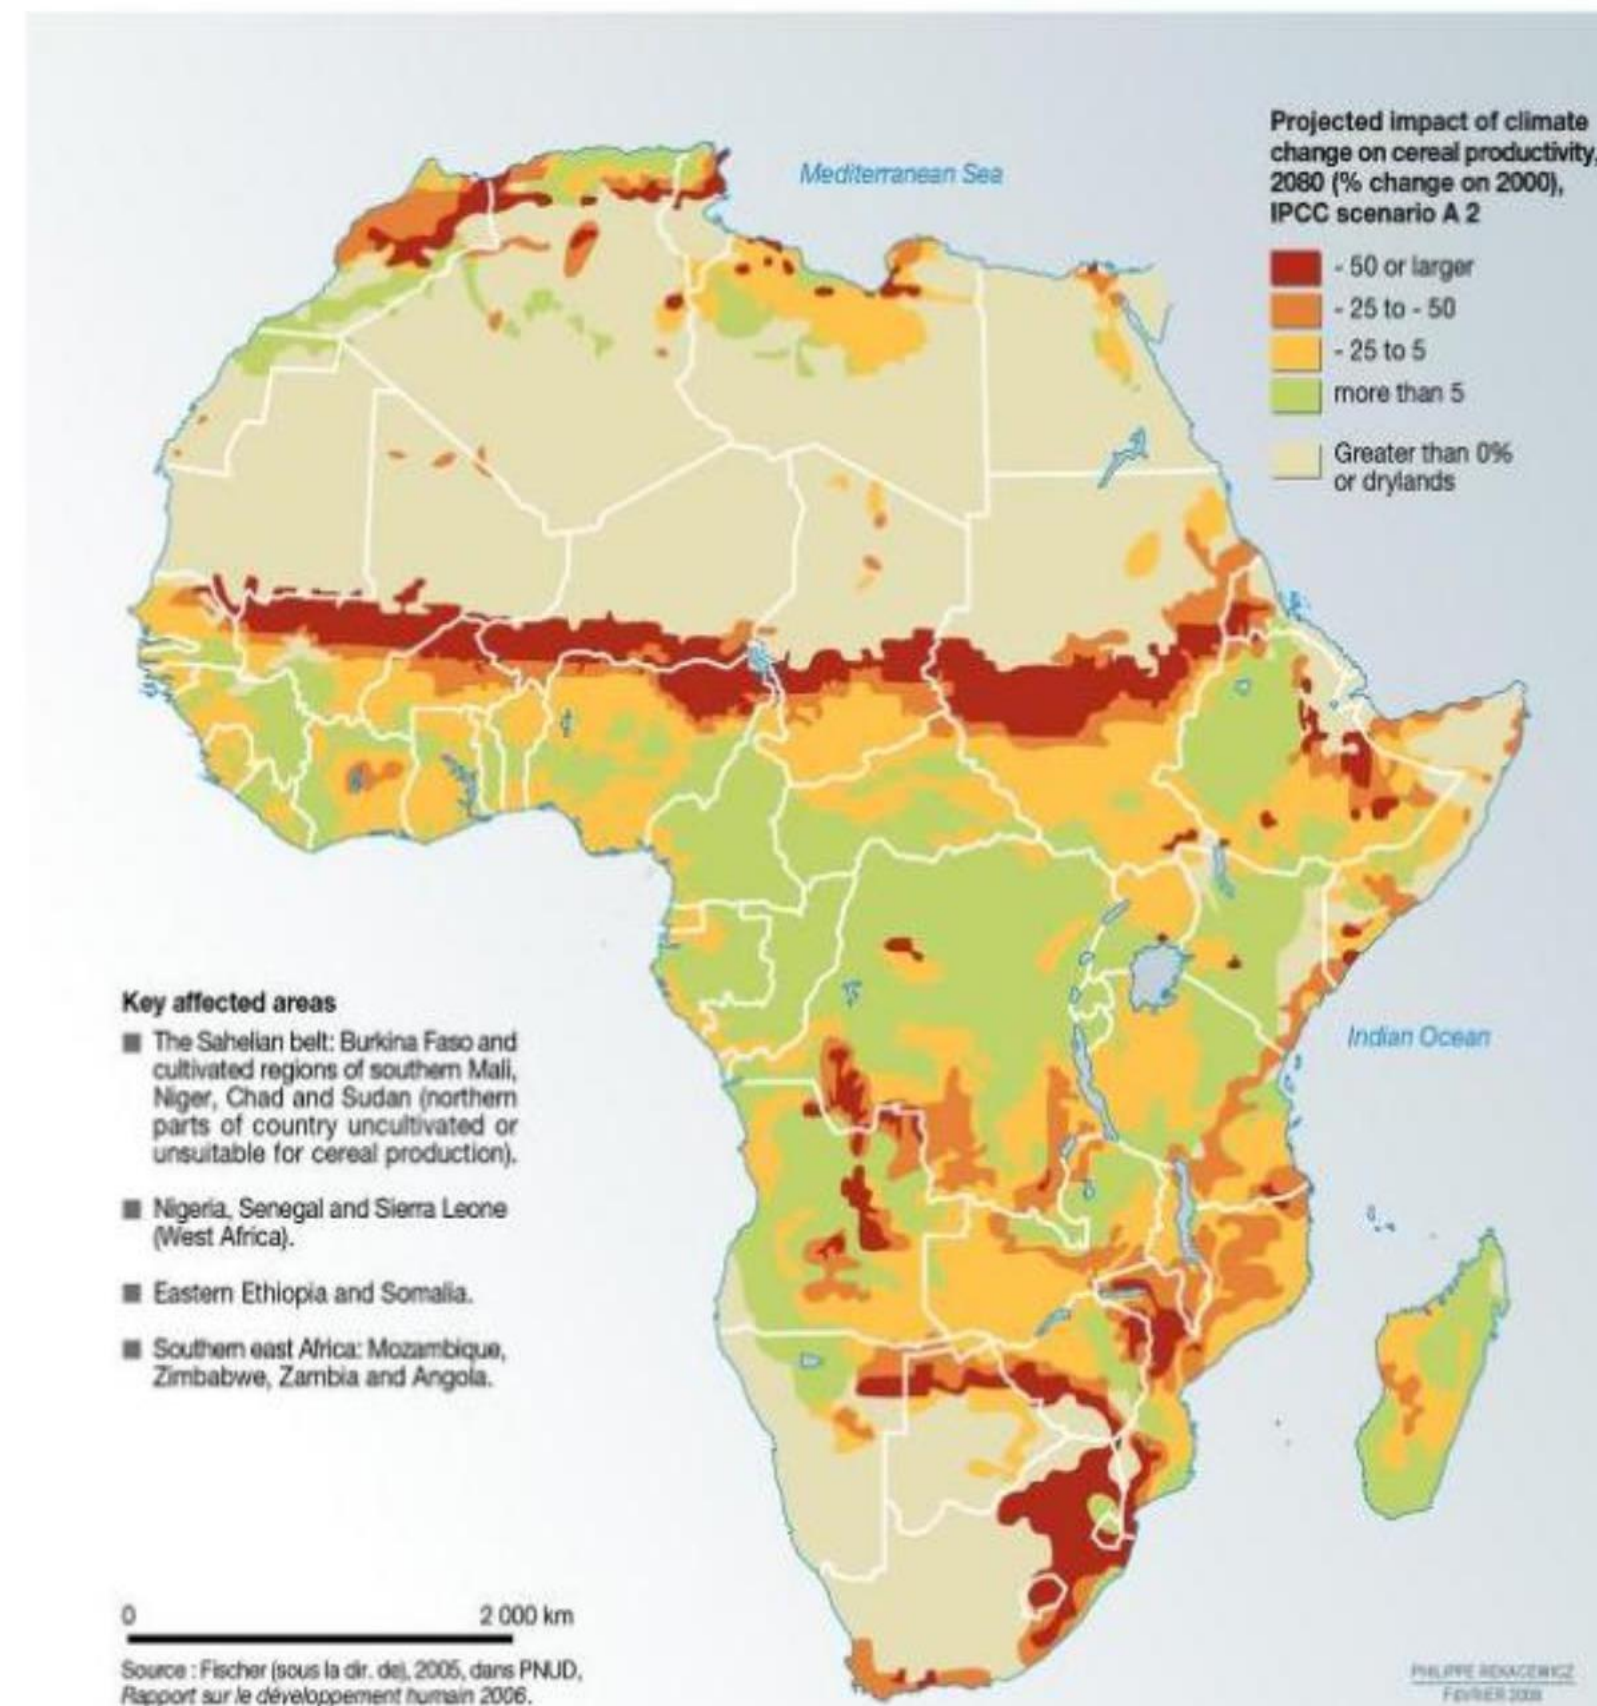 Mediterranean Sea
Projected impact of climate
change on cereal productivity,
2080 (% change on 2000),
IPCC scenario A 2
- 50 or larger
- 25 to - 50
- 25 to 5
more than 5
Greater than 0%
or drylands
Key affected areas
The Sahelian belt: Burkina Faso and
cultivated regions of southern Mali,
Niger, Chad and Sudan (northern
parts of country uncultivated or
unsuitable for cereal production).
Nigeria, Senegal and Sierra Leone
(West Africa).
Eastern Ethiopia and Somalia.
Southern east Africa: Mozambique,
Zimbabwe, Zambia and Angola.
Indian Ocean
0 2 000 km
Source : Fischer (sous la dir. de), 2005, dans PNUD,
Rapport sur le développement humain 2006.
PHILIPPE REKACEWICZ